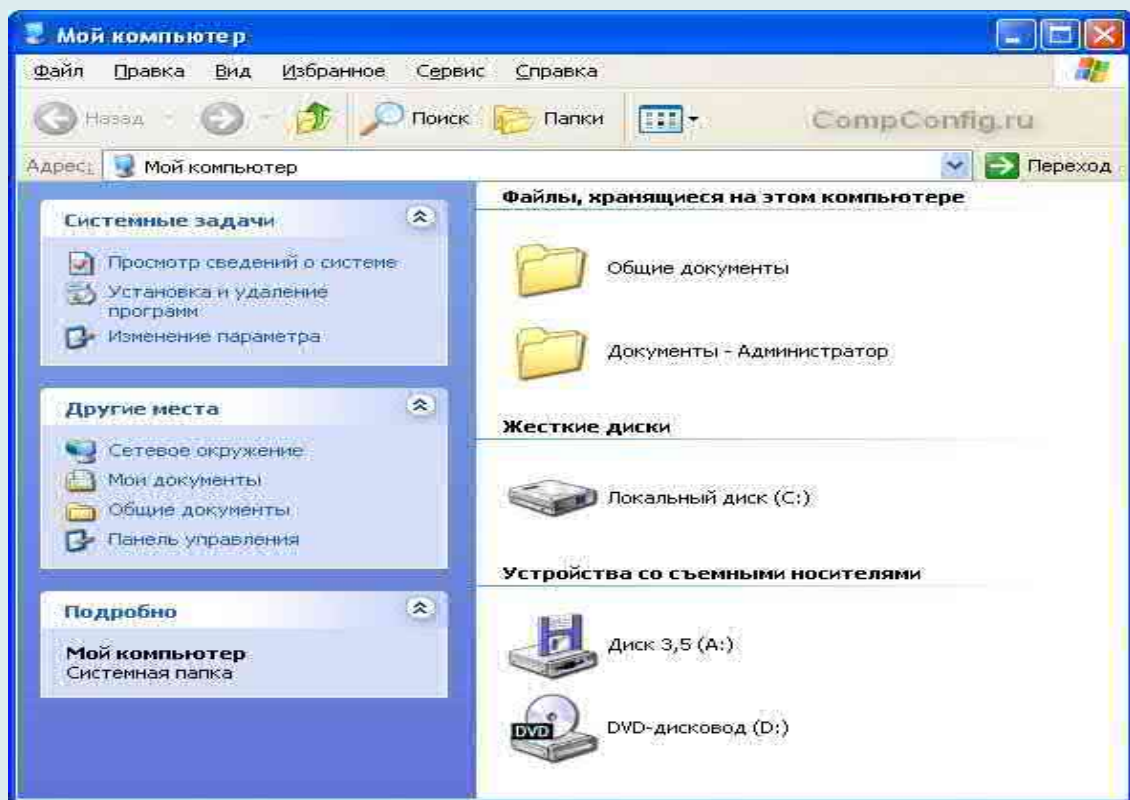 Мой компьютер
Файл Правка Вид Избранное Сервис Справка
Назад Поиск Папки CompConfig.ru
Адрес: Мой компьютер Переход
Системные задачи
Просмотр сведений о системе
Установка и удаление
программ
Изменение параметра
Другие места
Сетевое окружение
Мои документы
Общие документы
Панель управления
Подробно
Мой компьютер
Системная папка
Файлы, хранящиеся на этом компьютере
Общие документы
Документы - Администратор
Жесткие диски
Локальный диск (C:)
Устройства со съемными носителями
Диск 3,5 (A:)
DVD
DVD-дисковод (D:)